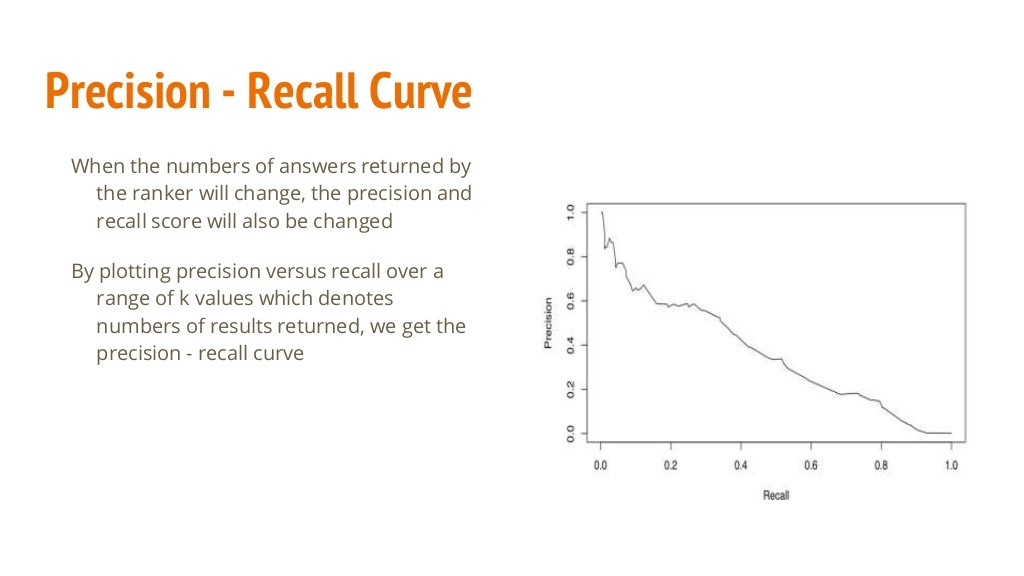 Precision - Recall Curve
When the numbers of answers returned by
the ranker will change, the precision and
recall score will also be changed
By plotting precision versus recall over a
range of k values which denotes
numbers of results returned, we get the
precision - recall curve
1.0
0.8
0.6
0.4
0.2
0.0
Precision
0.0 0.2 0.4 0.6 0.8 1.0
Recall